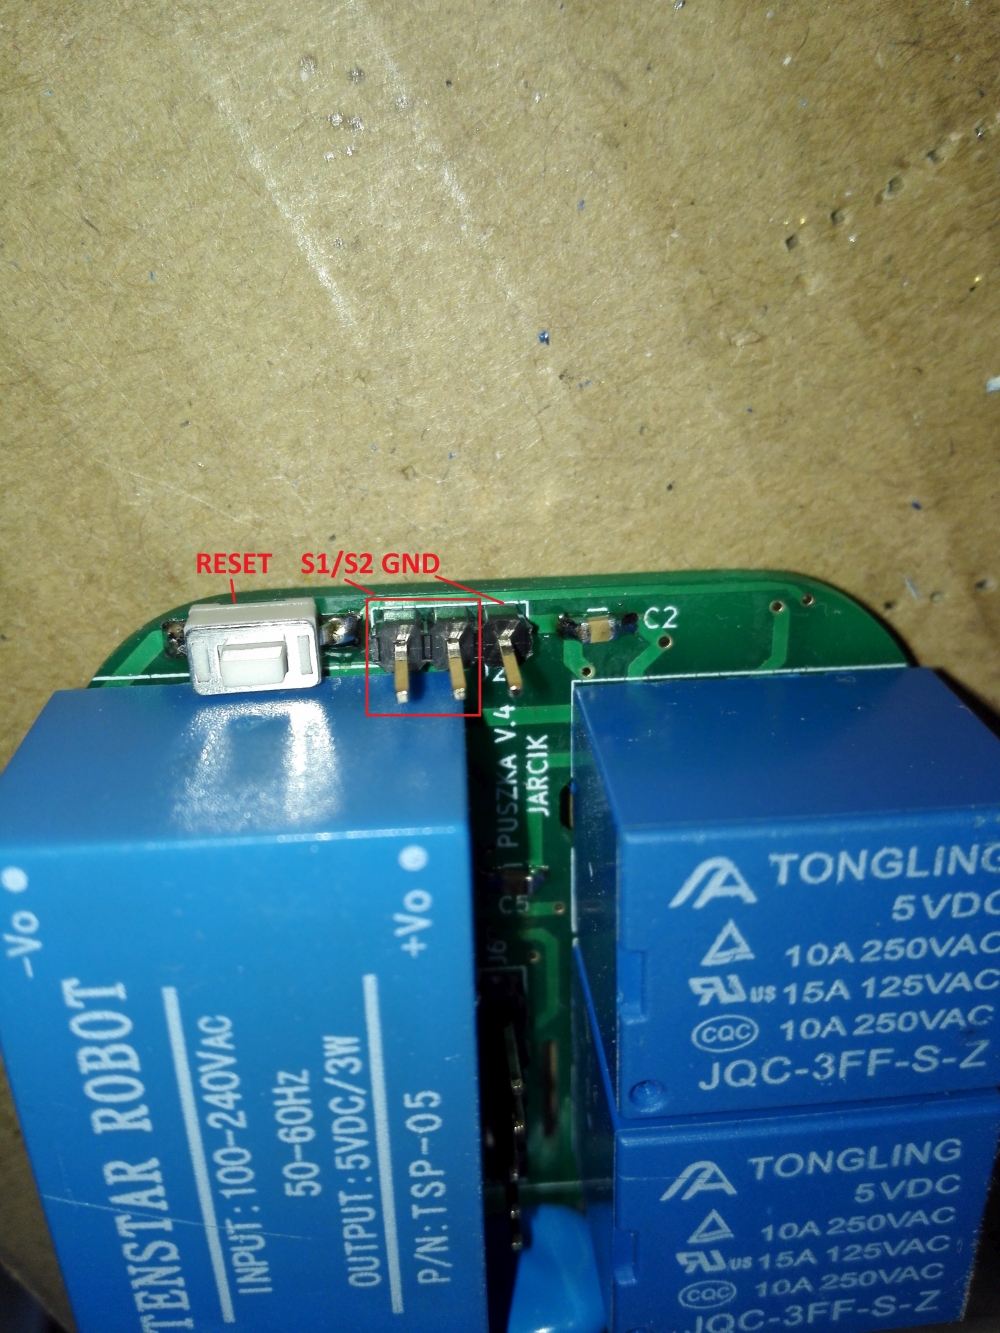 RESET S1/S2 GND
C2
PUSZKA V.4
JARCIK
C5
J6
-Vo
+Vo
TENSTAR ROBOT
INPUT:100-240VAC
50-60HZ
OUTPUT:5VDC/3W
P/N:TSP-05
TONGLING
5VDC
10A 250VAC
US 15A 125VAC
CQC 10A 250VAC
JQC-3FF-S-Z
TONGLING
5VDC
10A 250VAC
US 15A 125VAC
CQC 10A 250VAC
JQC-3FF-S-Z